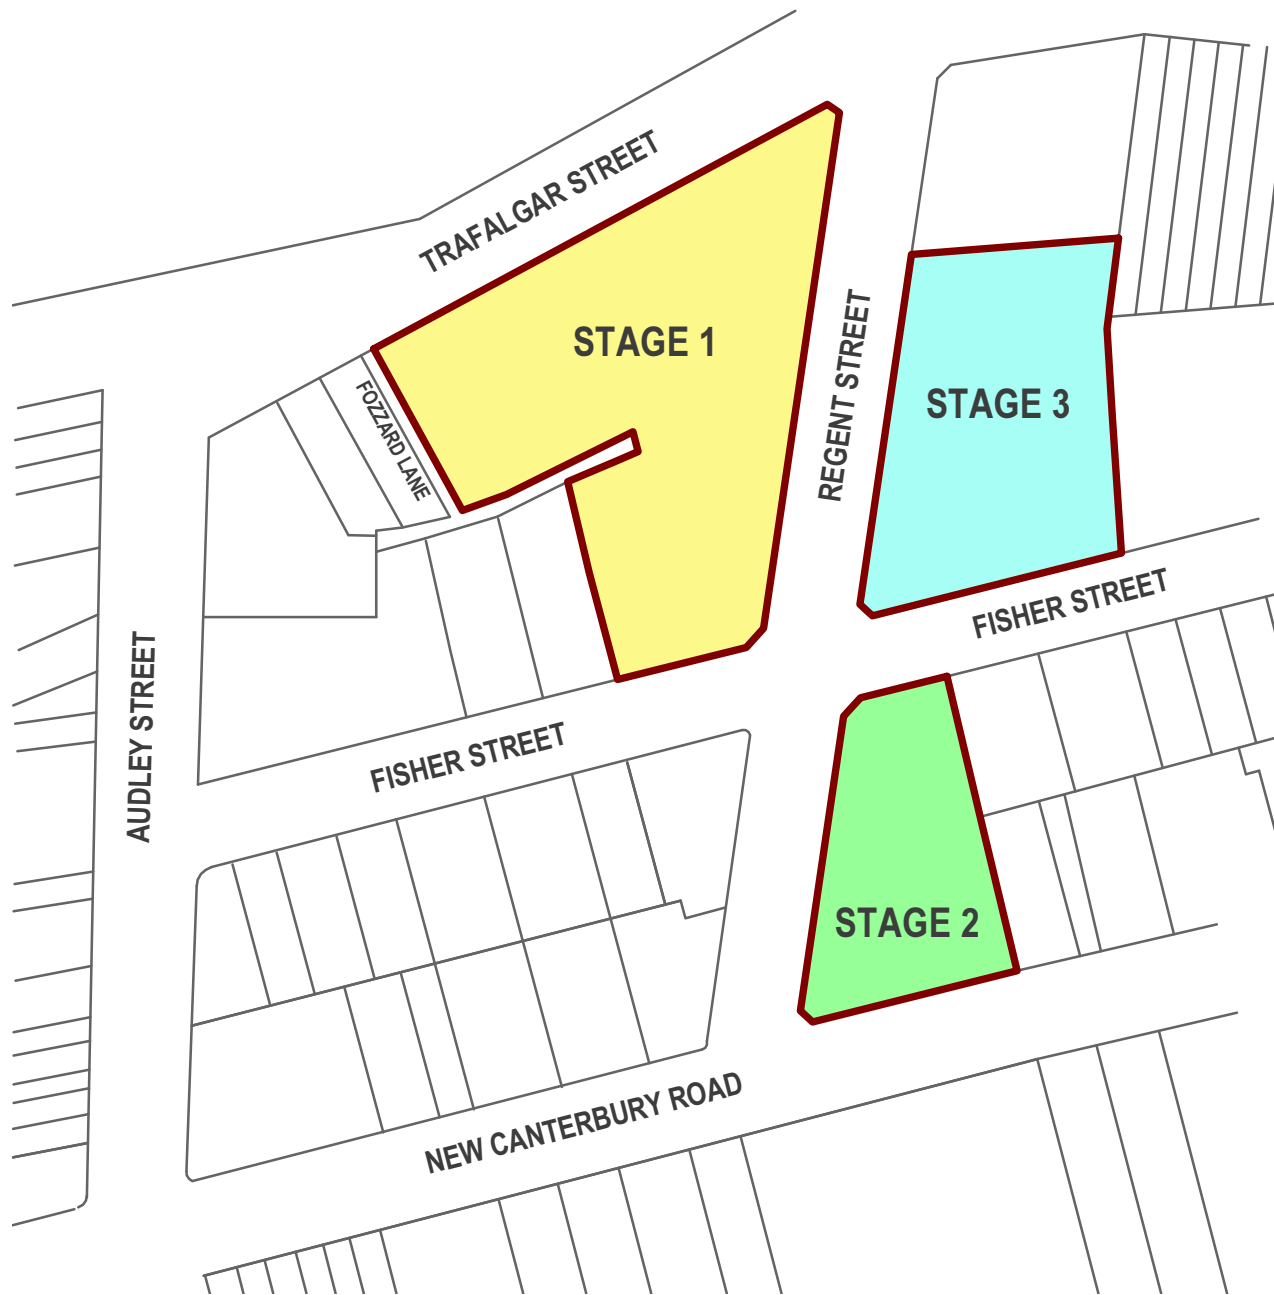 TRAFALGAR STREET
STAGE 1
REGENT STREET
STAGE 3
FOZZARD LANE
FISHER STREET
AUDLEY STREET
FISHER STREET
STAGE 2
NEW CANTERBURY ROAD